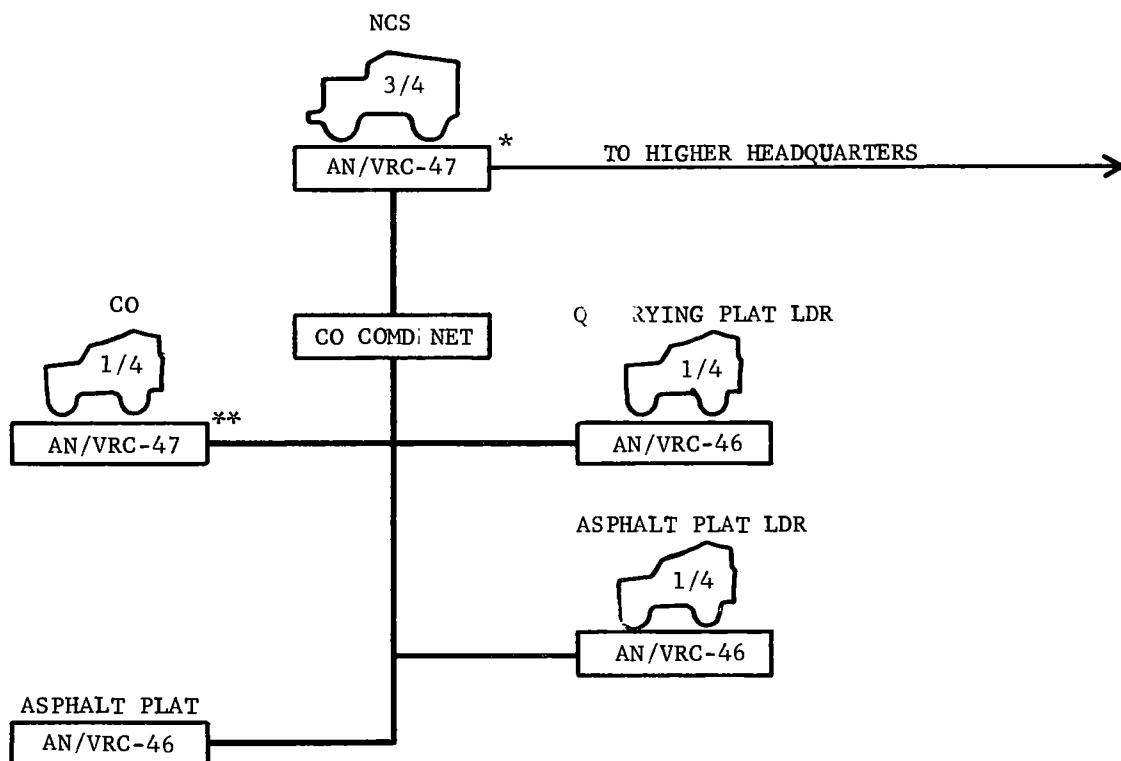 NCS
3/4
AN/VRC-47 *
TO HIGHER HEADQUARTERS
CO
1/4
AN/VRC-47 **
CO COMD NET
Q RYING PLAT LDR
1/4
AN/VRC-46
ASPHALT PLAT LDR
1/4
AN/VRC-46
ASPHALT PLAT
AN/VRC-46